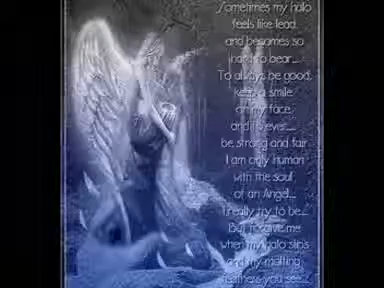 Sometimes my halo
feels like lead
and becomes so
hard to bear...
To always be good,
keep a smile
on my face
and it's ever.....
be strong and fair
I am only human
with the soul
of an Angel....
I really try to be...
But forgive me
when my halo slips
and my molting
feathers you see...